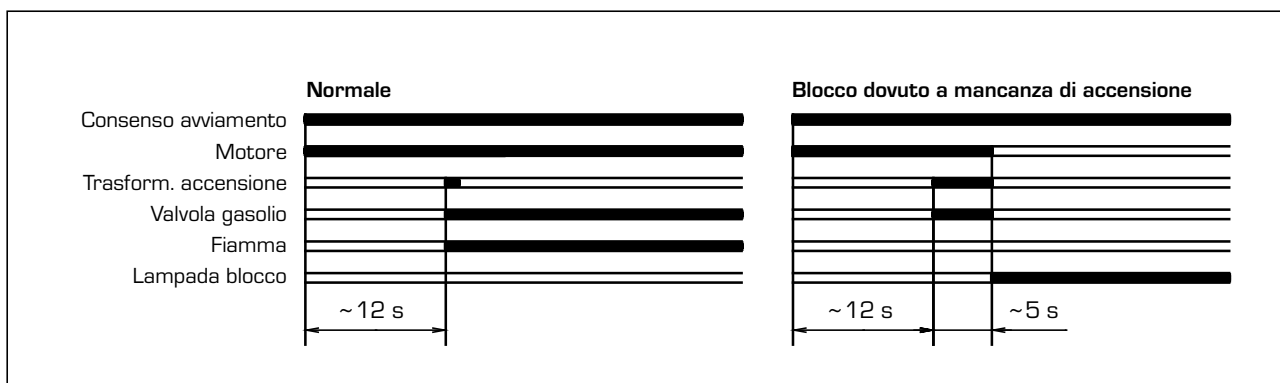 Normale
Blocco dovuto a mancanza di accensione
Consenso avviamento
Motore
Trasform. accensione
Valvola gasolio
Fiamma
Lampada blocco
~12 s
~12 s
~5 s